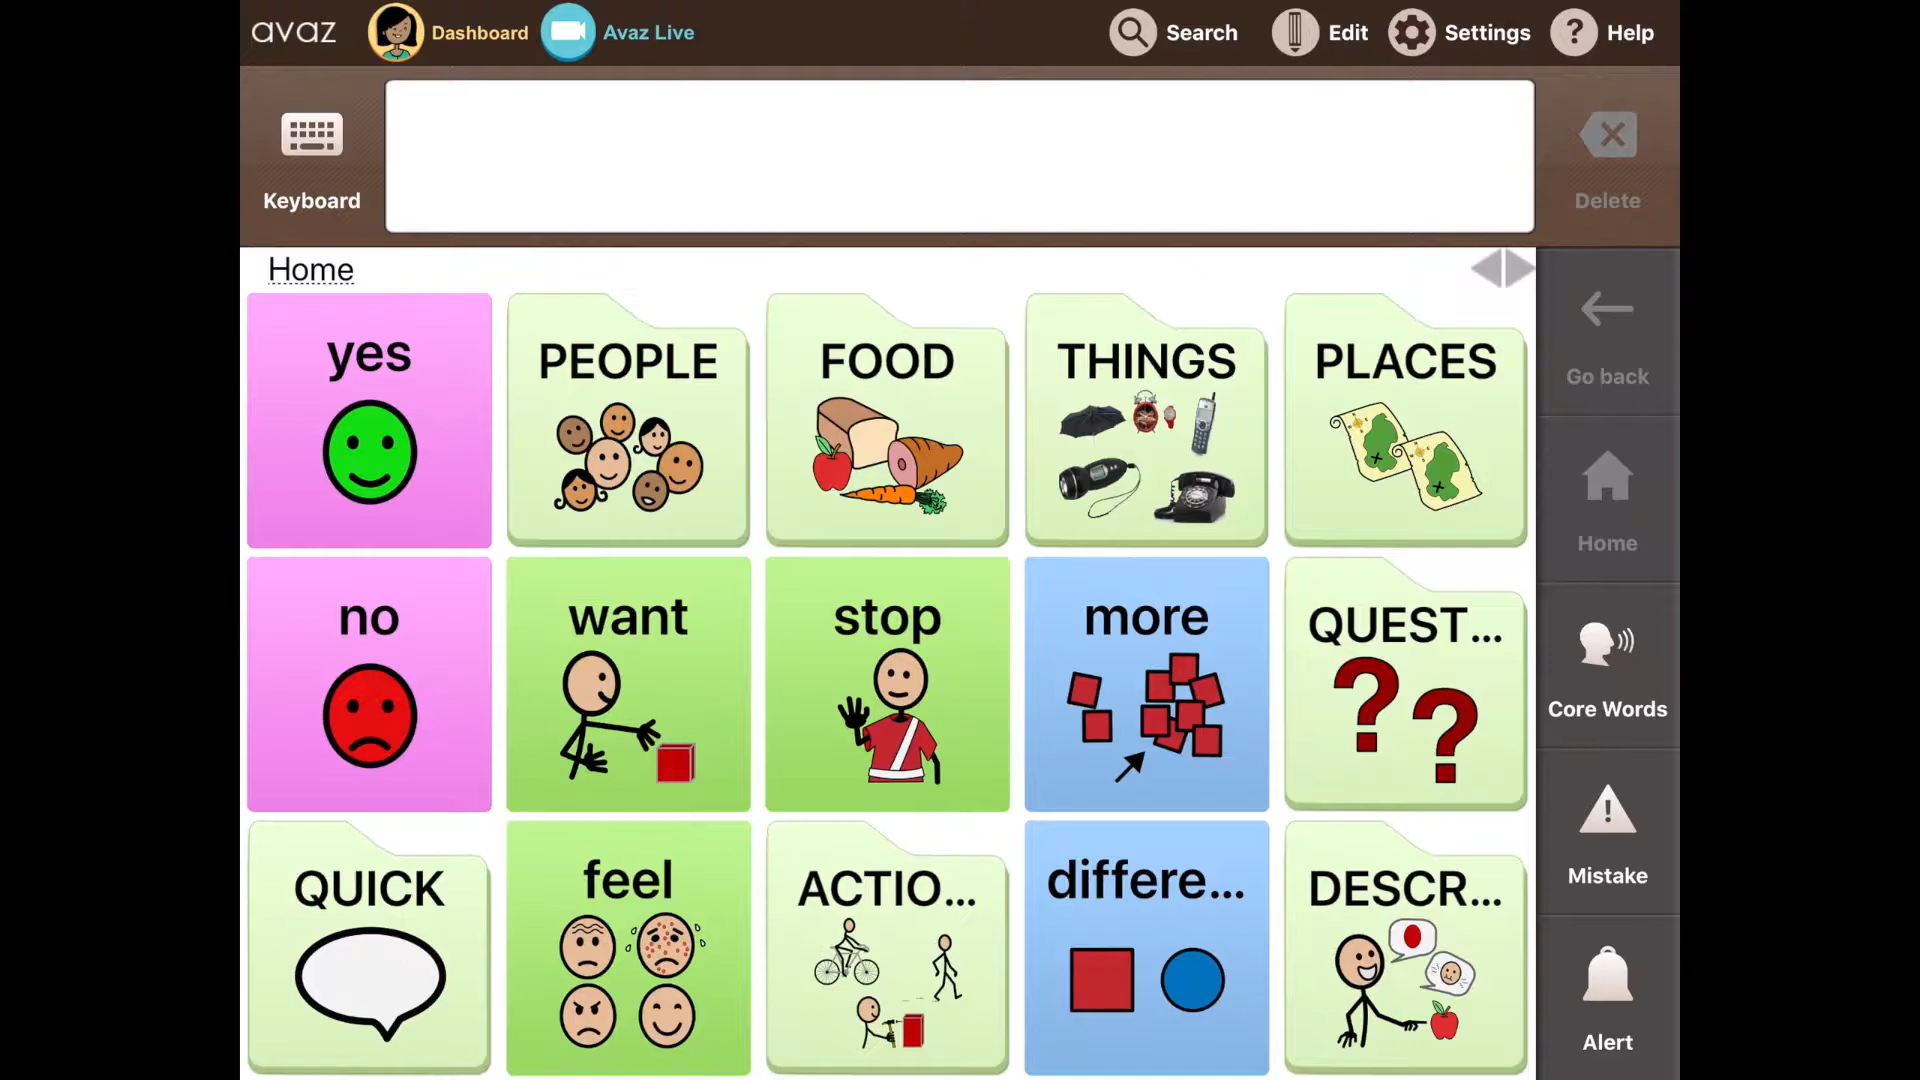 avaz Dashboard Avaz Live Search Edit Settings ? Help
Keyboard Delete
Home
yes PEOPLE FOOD THINGS PLACES
Go back
Home
no want stop more QUEST...
??
Core Words
Mistake
QUICK feel ACTIO... differe... DESCR...
Alert